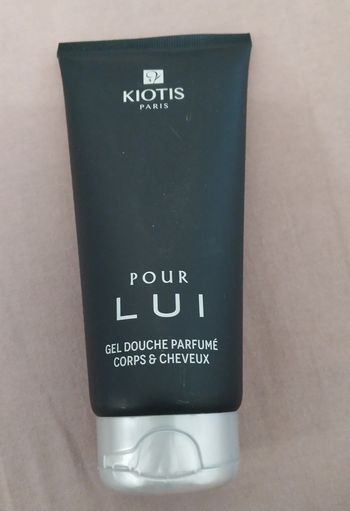 KIOTIS
PARIS
POUR
LUI
GEL DOUCHE PARFUMÉ
CORPS & CHEVEUX